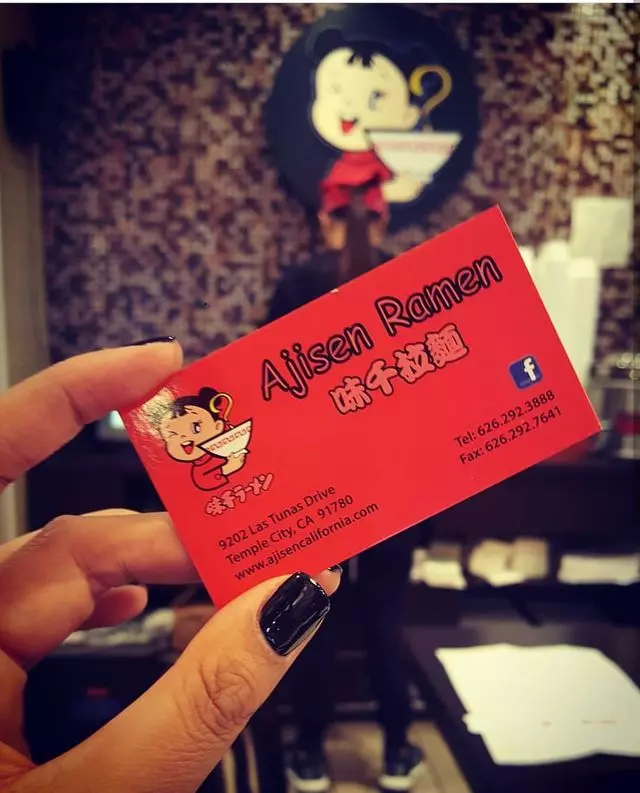 Ajisen Ramen
味千拉麵
f
Tel: 626.292.3888
Fax: 626.292.7641
味千ラーメン
9202 Las Tunas Drive
Temple City, CA 91780
www.ajisencalifornia.com